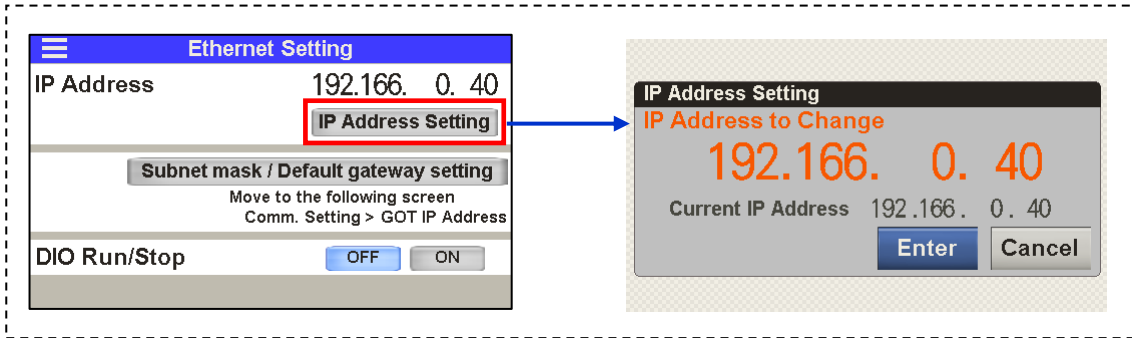 Ethernet Setting
IP Address 192.166. 0. 40
IP Address Setting
Subnet mask / Default gateway setting
Move to the following screen
Comm. Setting > GOT IP Address
DIO Run/Stop OFF ON
IP Address Setting
IP Address to Change
192.166. 0. 40
Current IP Address 192.166. 0. 40
Enter Cancel